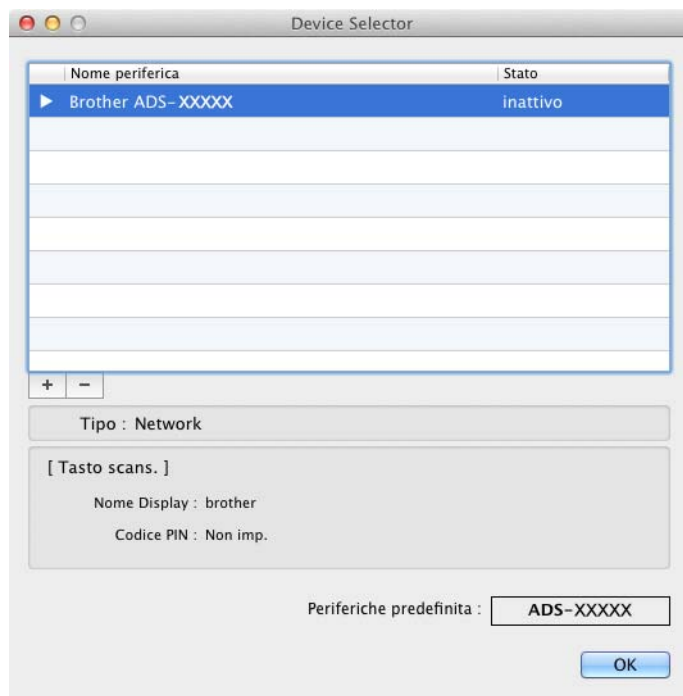 Device Selector
Nome periferica Stato
Brother ADS-XXXXX inattivo
+ -
Tipo : Network
[ Tasto scans. ]
Nome Display : brother
Codice PIN : Non imp.
Periferiche predefinita : ADS-XXXXX
OK